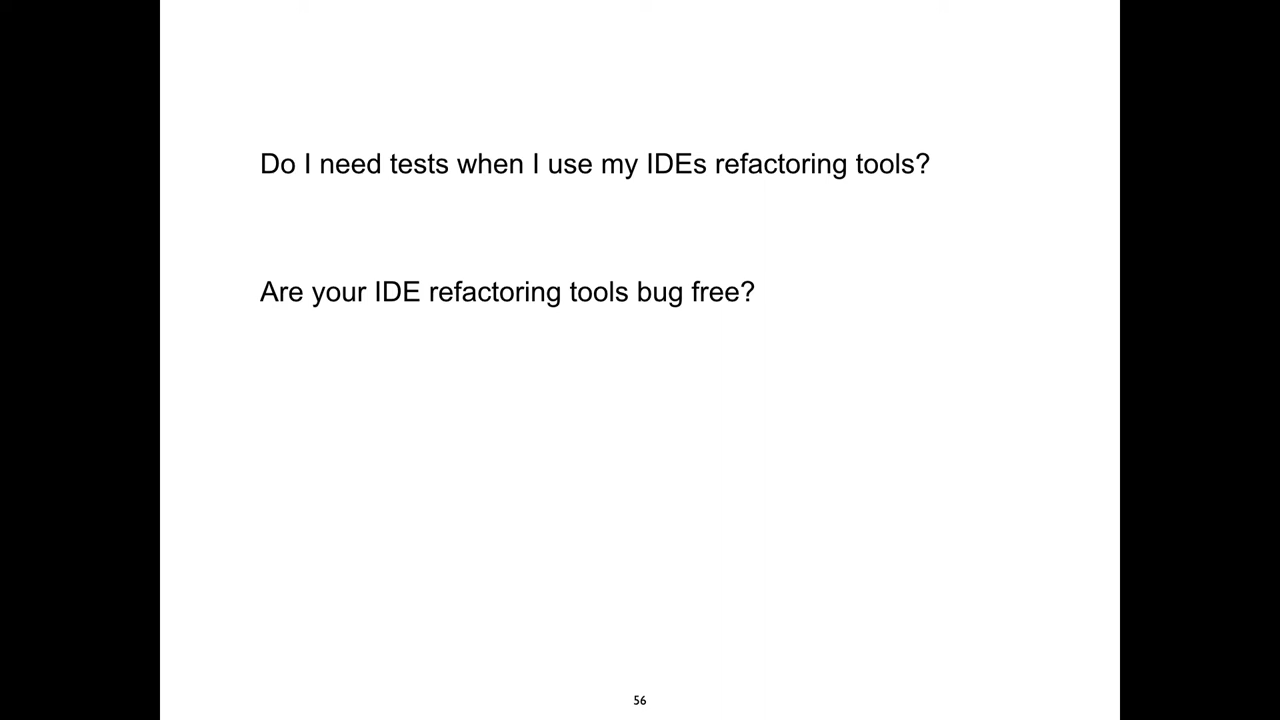 Do I need tests when I use my IDEs refactoring tools?
Are your IDE refactoring tools bug free?
56